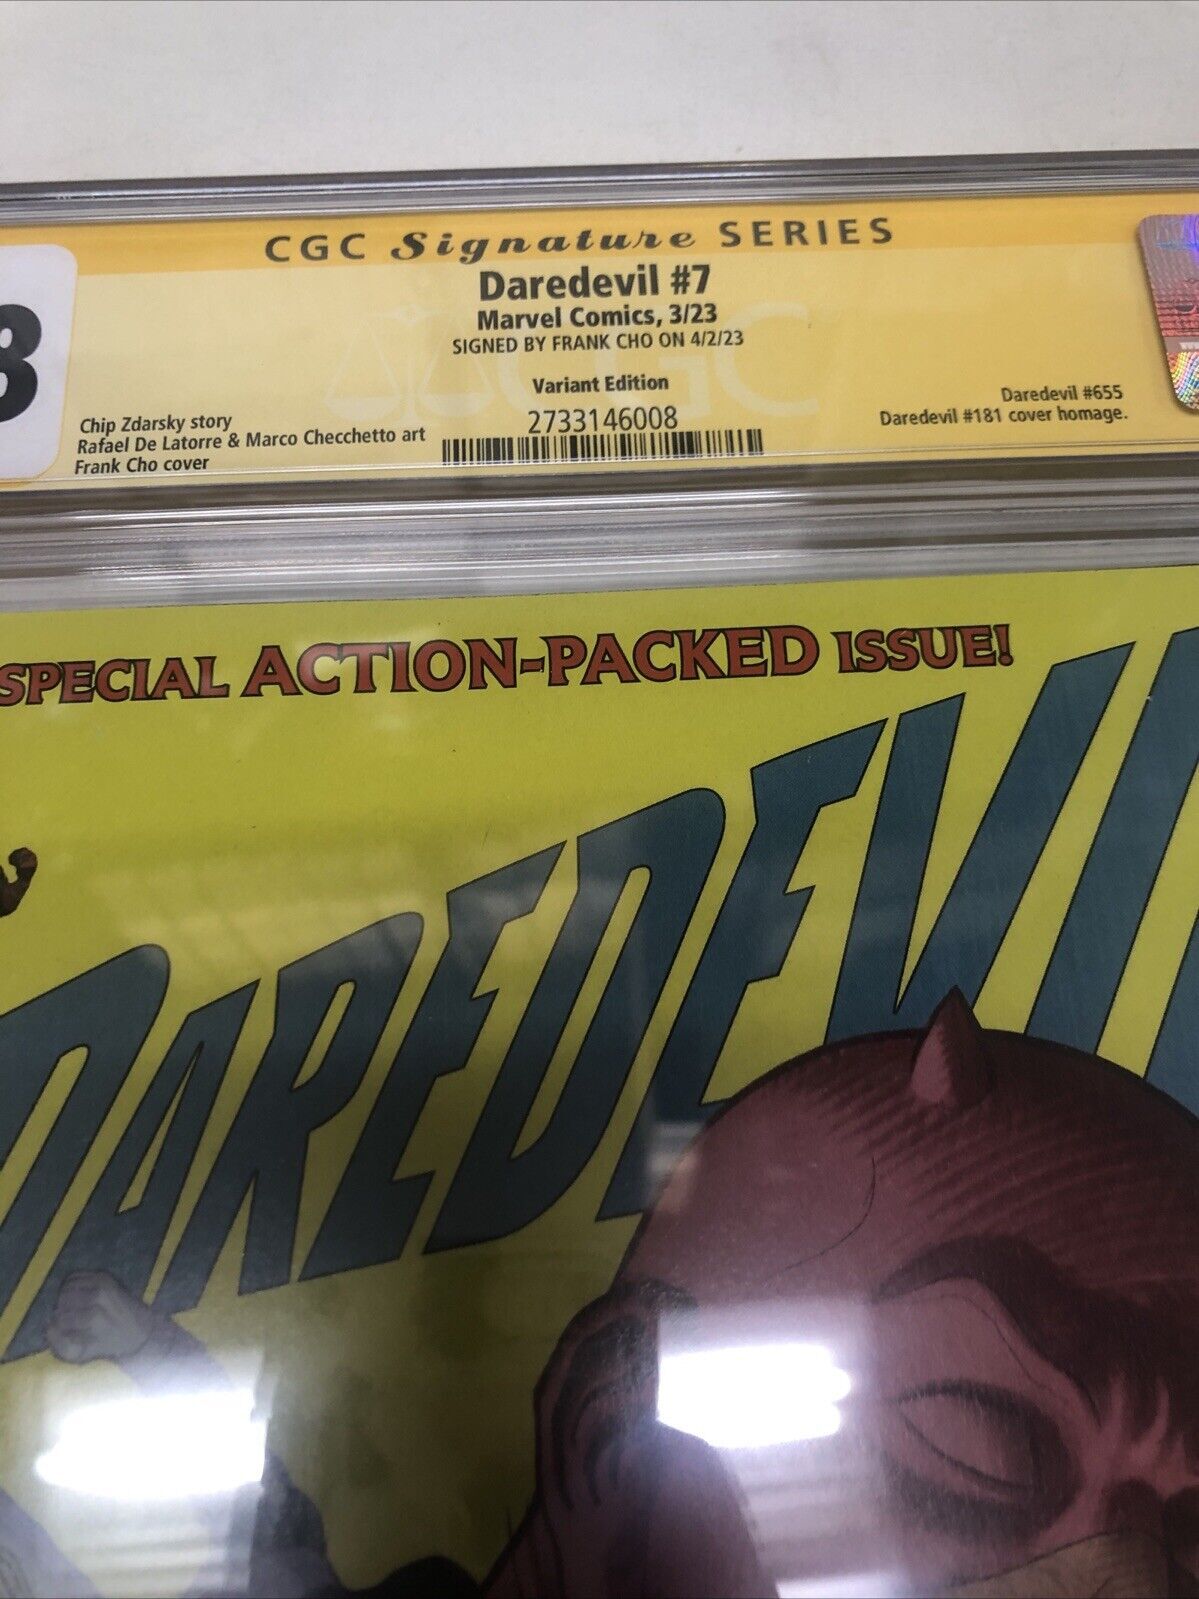 CGC Signature SERIES
Daredevil #7
Marvel Comics, 3/23
SIGNED BY FRANK CHO ON 4/2/23
Variant Edition
2733146008
8
Chip Zdarsky story
Rafael De Latorre & Marco Checchetto art
Frank Cho cover
Daredevil #655
Daredevil #181 cover homage.
CGC
SPECIAL ACTION-PACKED ISSUE!
DAREDEVIL